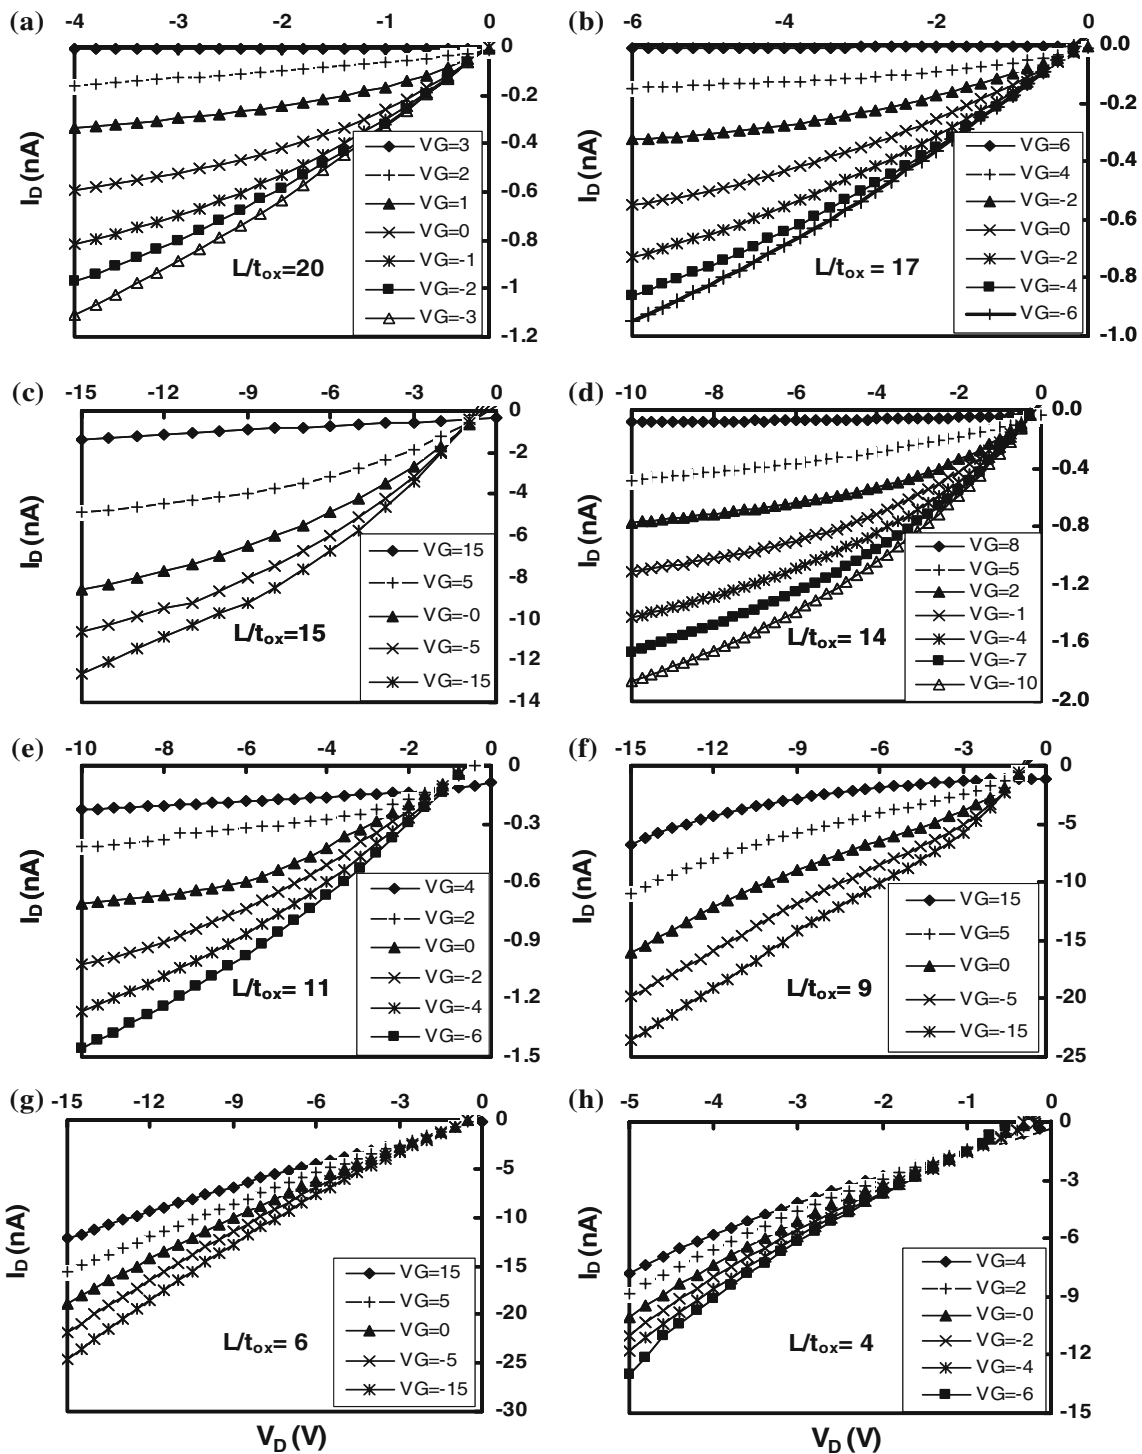 (a)
-4 -3 -2 -1 0
0
-0.2
-0.4
-0.6
-0.8
-1
-1.2
I_D (nA)
VG=3
VG=2
VG=1
VG=0
VG=-1
VG=-2
VG=-3
L/t_ox=20
(b)
-6 -4 -2 0
0.0
-0.2
-0.4
-0.6
-0.8
-1.0
I_D (nA)
VG=6
VG=4
VG=-2
VG=0
VG=-2
VG=-4
VG=-6
L/t_ox = 17
(c)
-15 -12 -9 -6 -3 0
0
-2
-4
-6
-8
-10
-12
-14
I_D (nA)
VG=15
VG=5
VG=-0
VG=-5
VG=-15
L/t_ox=15
(d)
-10 -8 -6 -4 -2 0
0.0
-0.4
-0.8
-1.2
-1.6
-2.0
I_D (nA)
VG=8
VG=5
VG=2
VG=-1
VG=-4
VG=-7
VG=-10
L/t_ox = 14
(e)
-10 -8 -6 -4 -2 0
0
-0.3
-0.6
-0.9
-1.2
-1.5
I_D (nA)
VG=4
VG=2
VG=0
VG=-2
VG=-4
VG=-6
L/t_ox= 11
(f)
-15 -12 -9 -6 -3 0
0
-5
-10
-15
-20
-25
I_D (nA)
VG=15
VG=5
VG=0
VG=-5
VG=-15
L/t_ox= 9
(g)
-15 -12 -9 -6 -3 0
0
-5
-10
-15
-20
-25
-30
I_D (nA)
VG=15
VG=5
VG=0
VG=-5
VG=-15
L/t_ox= 6
V_D (V)
(h)
-5 -4 -3 -2 -1 0
0
-3
-6
-9
-12
-15
I_D (nA)
VG=4
VG=2
VG=-0
VG=-2
VG=-4
VG=-6
L/t_ox= 4
V_D (V)